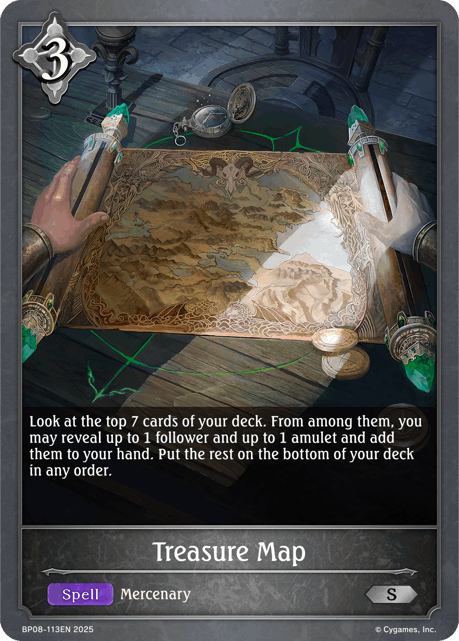 3
Look at the top 7 cards of your deck. From among them, you
may reveal up to 1 follower and up to 1 amulet and add
them to your hand. Put the rest on the bottom of your deck
in any order.
Treasure Map
Spell Mercenary S
BP08-113EN 2025 © Cygames, Inc.